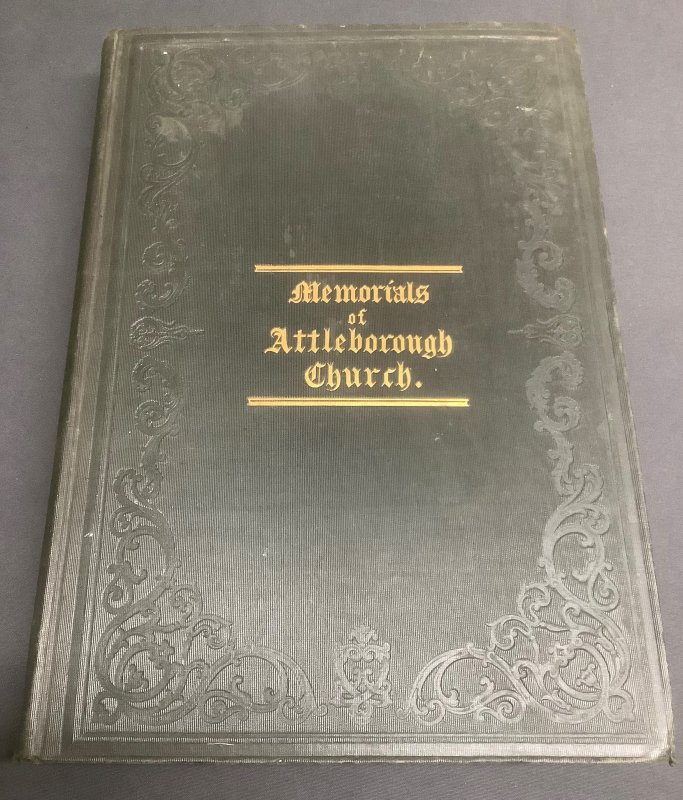 Memorials
of
Attleborough
Church.